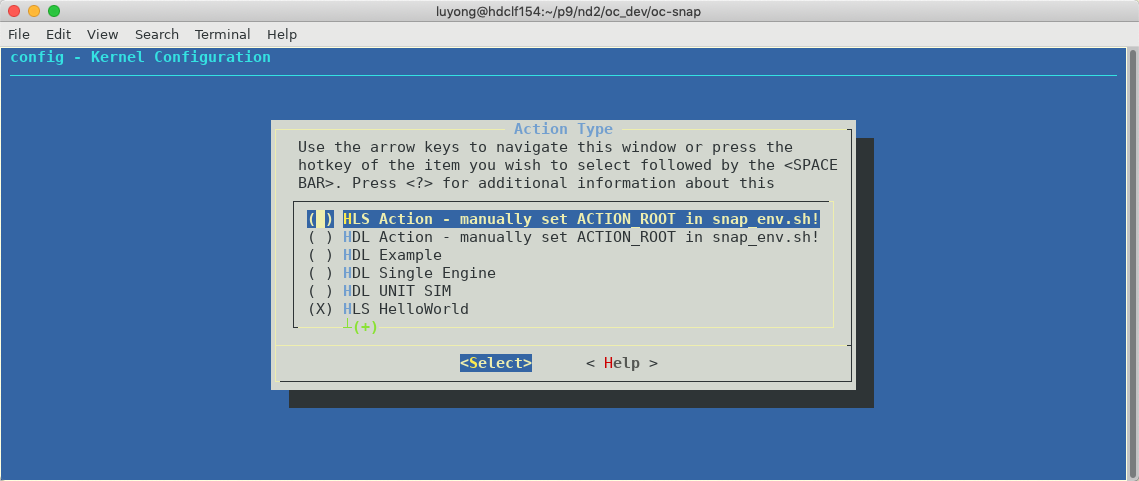 luyong@hdclf154:~/p9/nd2/oc_dev/oc-snap
File Edit View Search Terminal Help
config - Kernel Configuration
Action Type
Use the arrow keys to navigate this window or press the
hotkey of the item you wish to select followed by the <SPACE
BAR>. Press <?> for additional information about this
( ) HLS Action - manually set ACTION_ROOT in snap_env.sh!
( ) HDL Action - manually set ACTION_ROOT in snap_env.sh!
( ) HDL Example
( ) HDL Single Engine
( ) HDL UNIT SIM
(X) HLS HelloWorld
┴(+)
<Select> < Help >